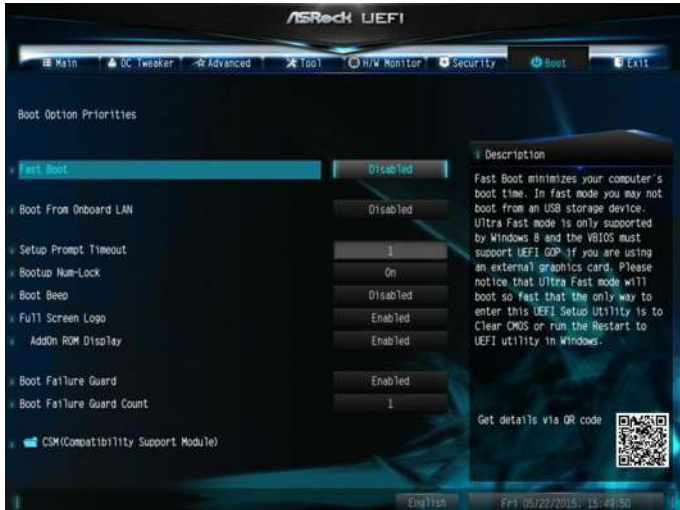 ASRock UEFI
Main OC Tweaker Advanced Tool H/W Monitor Security Boot Exit
Boot Option Priorities
Fast Boot Disabled
Boot From Onboard LAN Disabled
Setup Prompt Timeout 1
Bootup Num-Lock On
Boot Beep Disabled
Full Screen Logo Enabled
AddOn ROM Display Enabled
Boot Failure Guard Enabled
Boot Failure Guard Count 1
CSM(Compatibility Support Module)
Description
Fast Boot minimizes your computer's
boot time. In fast mode you may not
boot from an USB storage device.
Ultra Fast mode is only supported
by Windows 8 and the VBIOS must
support UEFI GOP if you are using
an external graphics card. Please
notice that Ultra Fast mode will
boot so fast that the only way to
enter this UEFI Setup Utility is to
Clear CMOS or run the Restart to
UEFI utility in Windows.
Get details via QR code
English Fri 05/22/2015, 15:49:50